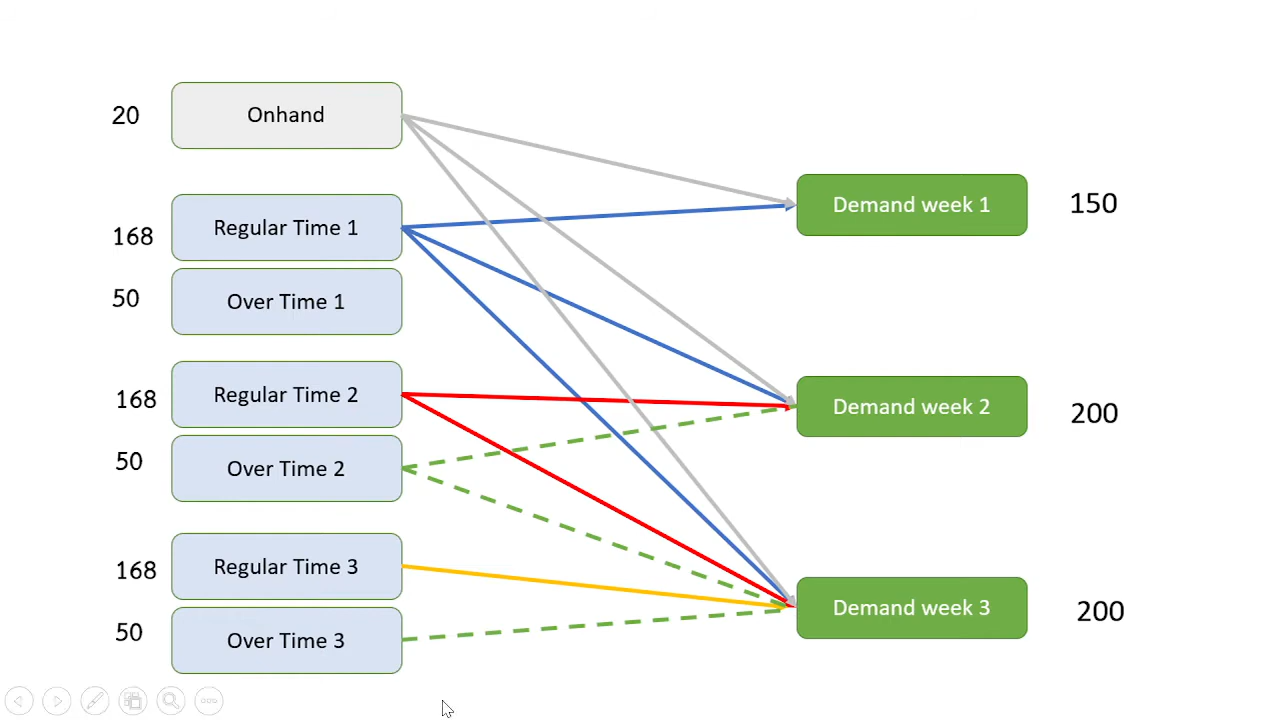 20
Onhand
168
Regular Time 1
50
Over Time 1
168
Regular Time 2
50
Over Time 2
168
Regular Time 3
50
Over Time 3
Demand week 1
150
Demand week 2
200
Demand week 3
200